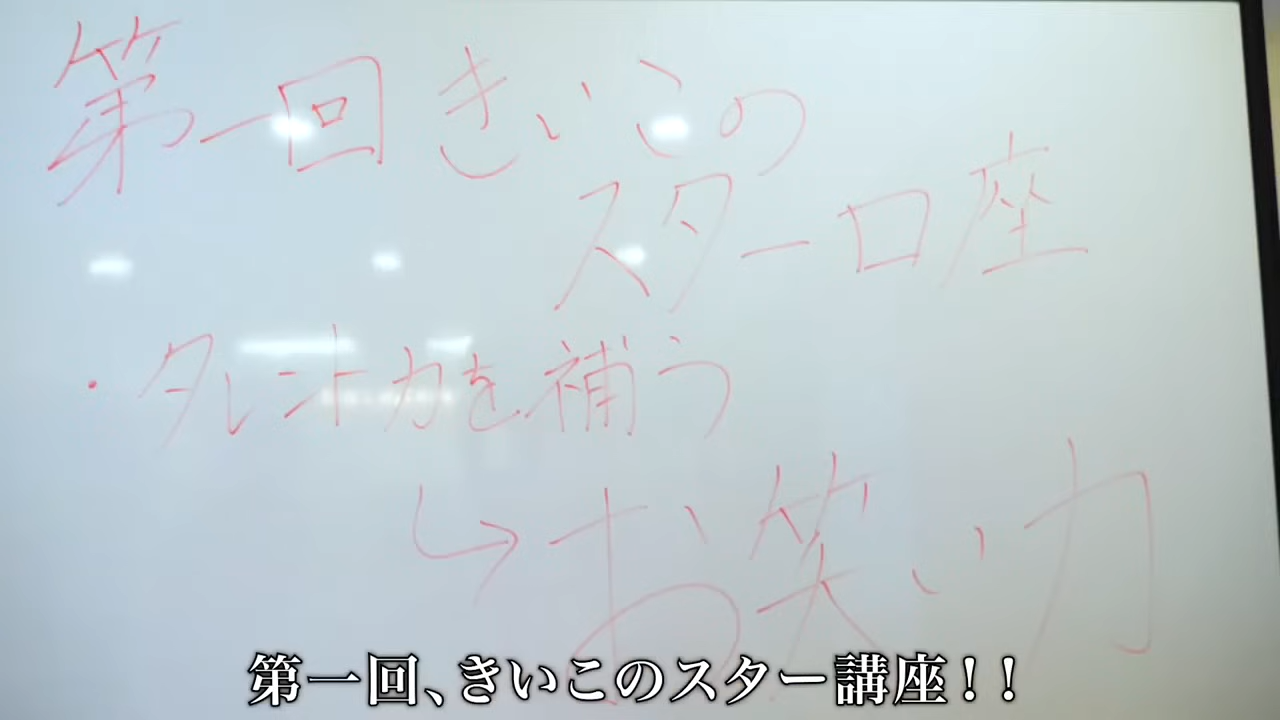 第一回きいこの
スター口座
・タレント力を補う
↳お笑い力
第一回、きいこのスター講座！！